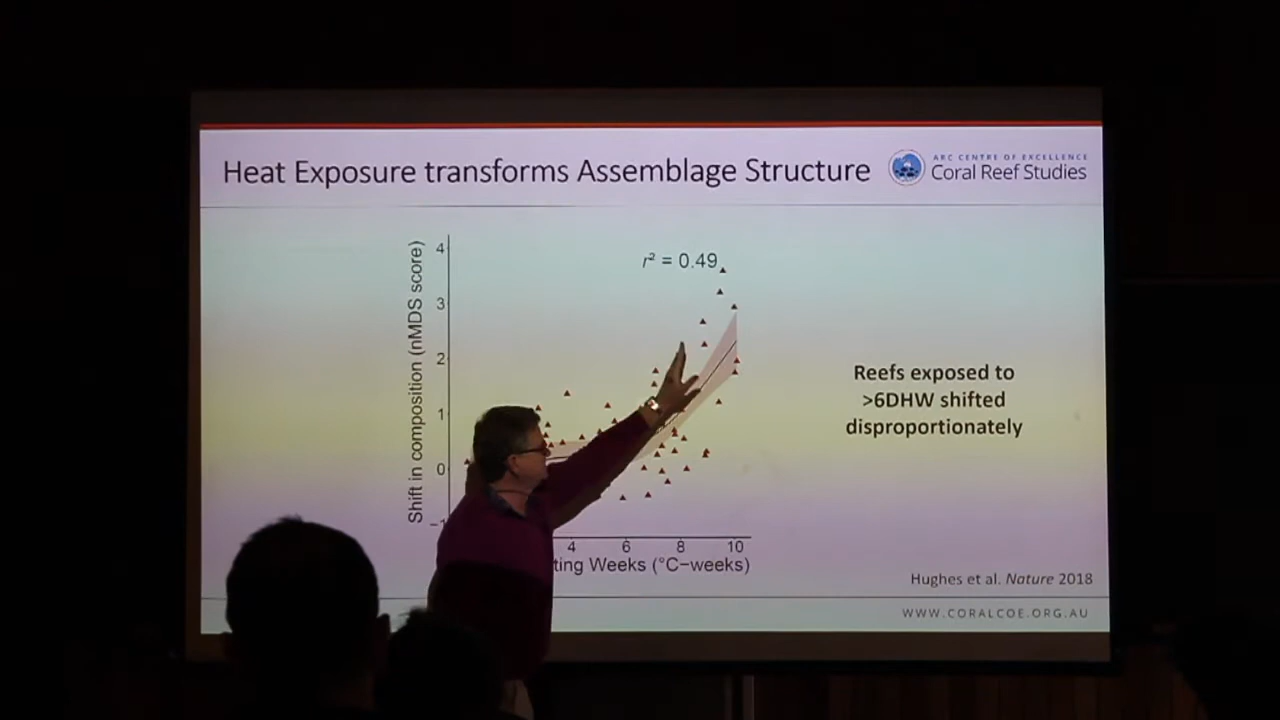 Heat Exposure transforms Assemblage Structure
ARC CENTRE OF EXCELLENCE
Coral Reef Studies
Shift in composition (nMDS score)
4
3
2
1
0
−1
r² = 0.49
4 6 8 10
ting Weeks (°C−weeks)
Reefs exposed to
>6DHW shifted
disproportionately
Hughes et al. Nature 2018
WWW.CORALCOE.ORG.AU